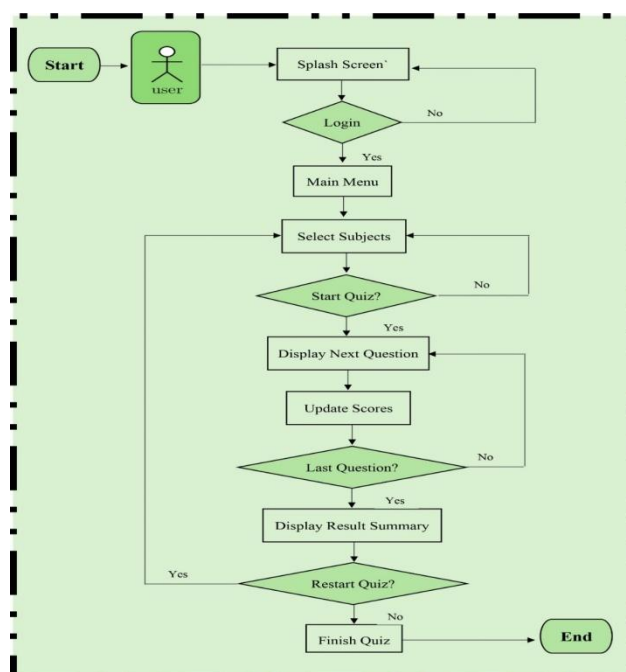 Start
user
Splash Screen`
Login
No
Yes
Main Menu
Select Subjects
No
Start Quiz?
Yes
Display Next Question
Update Scores
No
Last Question?
Yes
Display Result Summary
Yes
Restart Quiz?
No
Finish Quiz
End